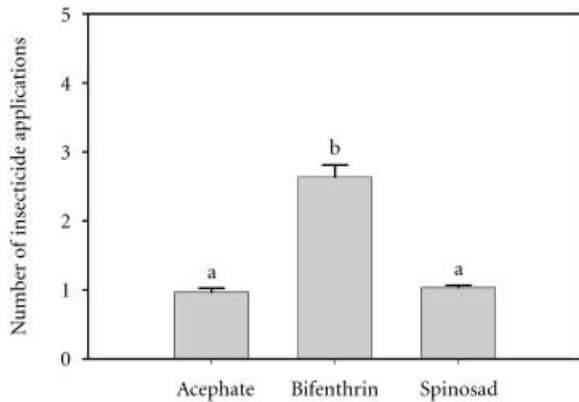 Number of insecticide applications
5
4
3
2
1
0
a
b
a
Acephate
Bifenthrin
Spinosad